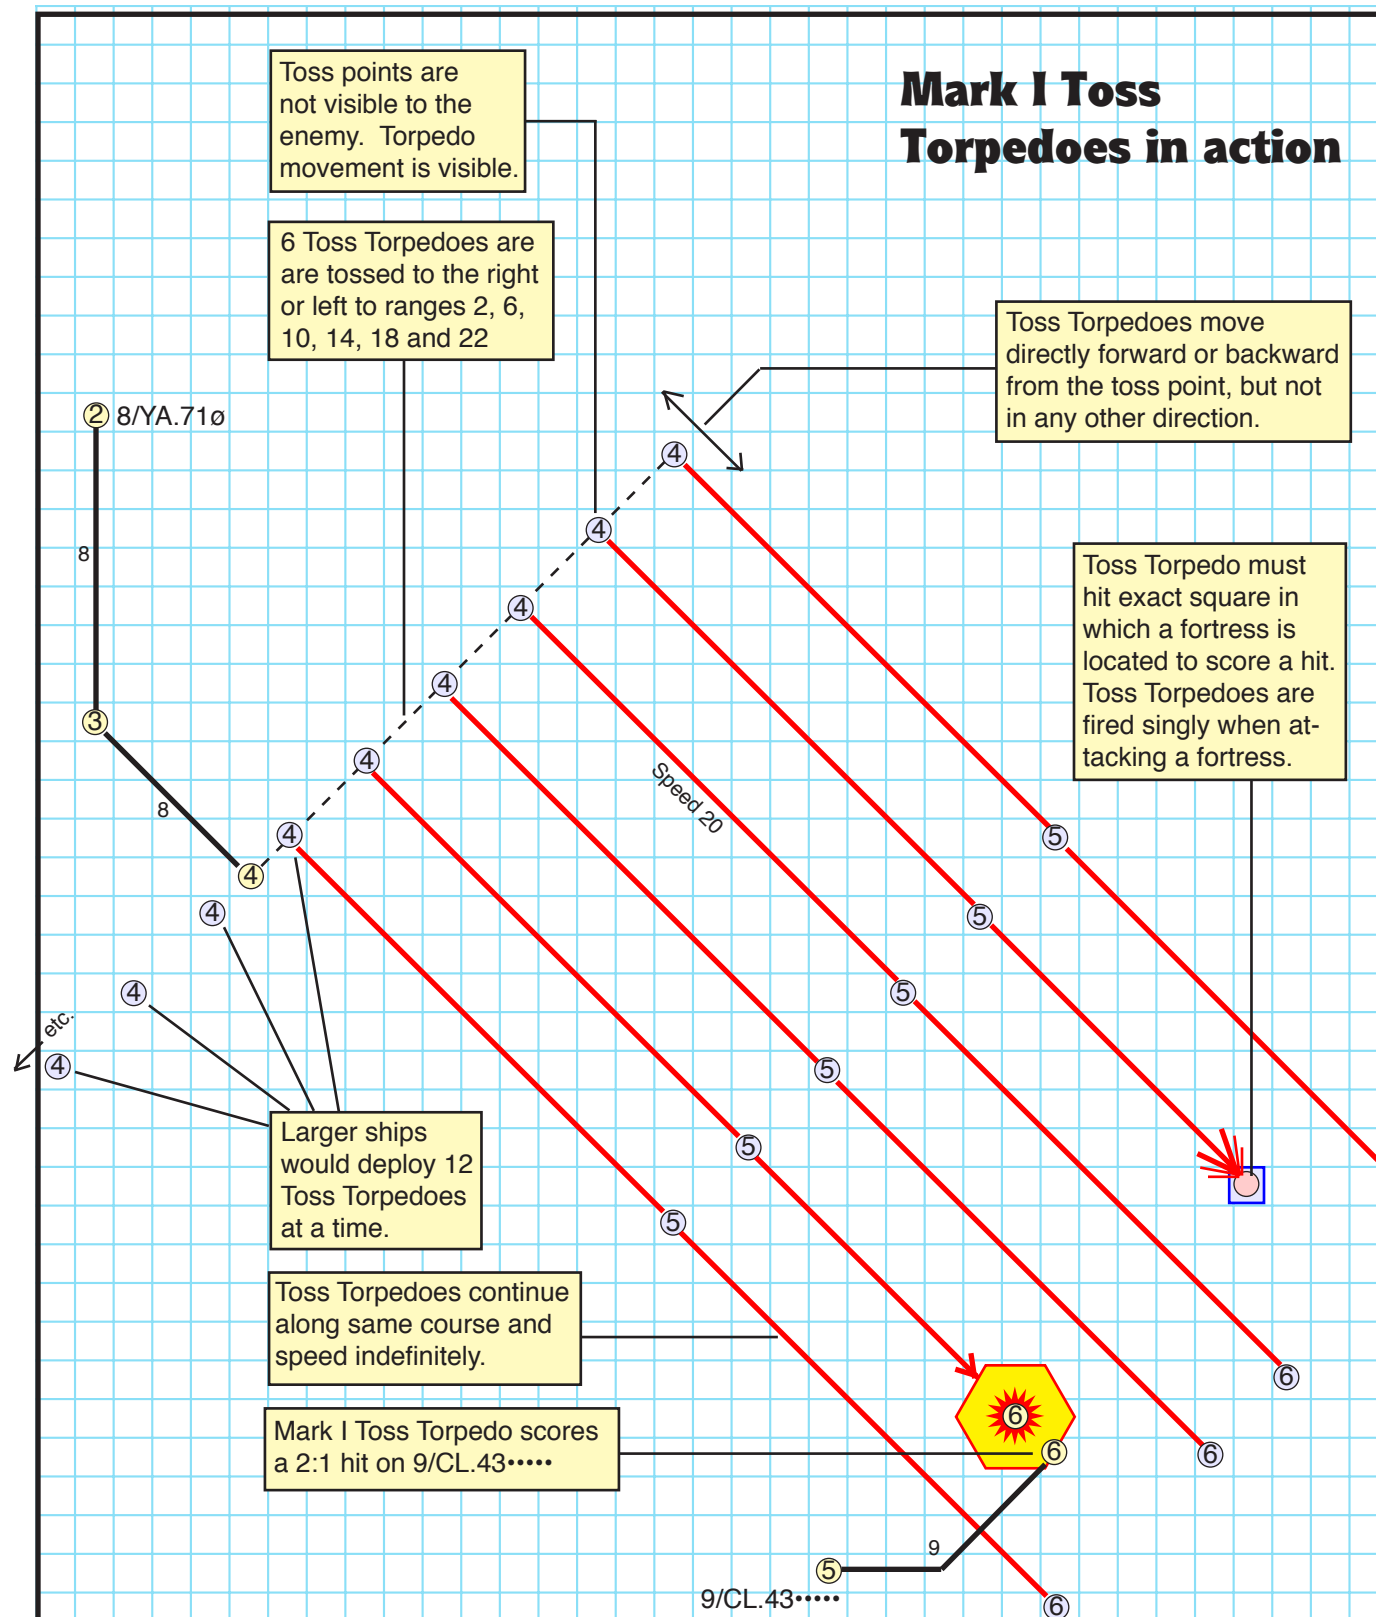 Mark I Toss
Torpedoes in action
Toss points are
not visible to the
enemy.  Torpedo
movement is visible.
6 Toss Torpedoes are
are tossed to the right
or left to ranges 2, 6,
10, 14, 18 and 22
Toss Torpedoes move
directly forward or backward
from the toss point, but not
in any other direction.
2 8/YA.71ø
4
4
8
Toss Torpedo must
hit exact square in
which a fortress is
located to score a hit.
Toss Torpedoes are
fired singly when at-
tacking a fortress.
4
4
3
4
Speed 20
8
4
5
4
4
5
4
5
etc.
4
5
Larger ships
would deploy 12
Toss Torpedoes
at a time.
5
5
Toss Torpedoes continue
along same course and
speed indefinitely.
6
6
Mark I Toss Torpedo scores
a 2:1 hit on 9/CL.43•••••
6
6
9
5
9/CL.43•••••
6